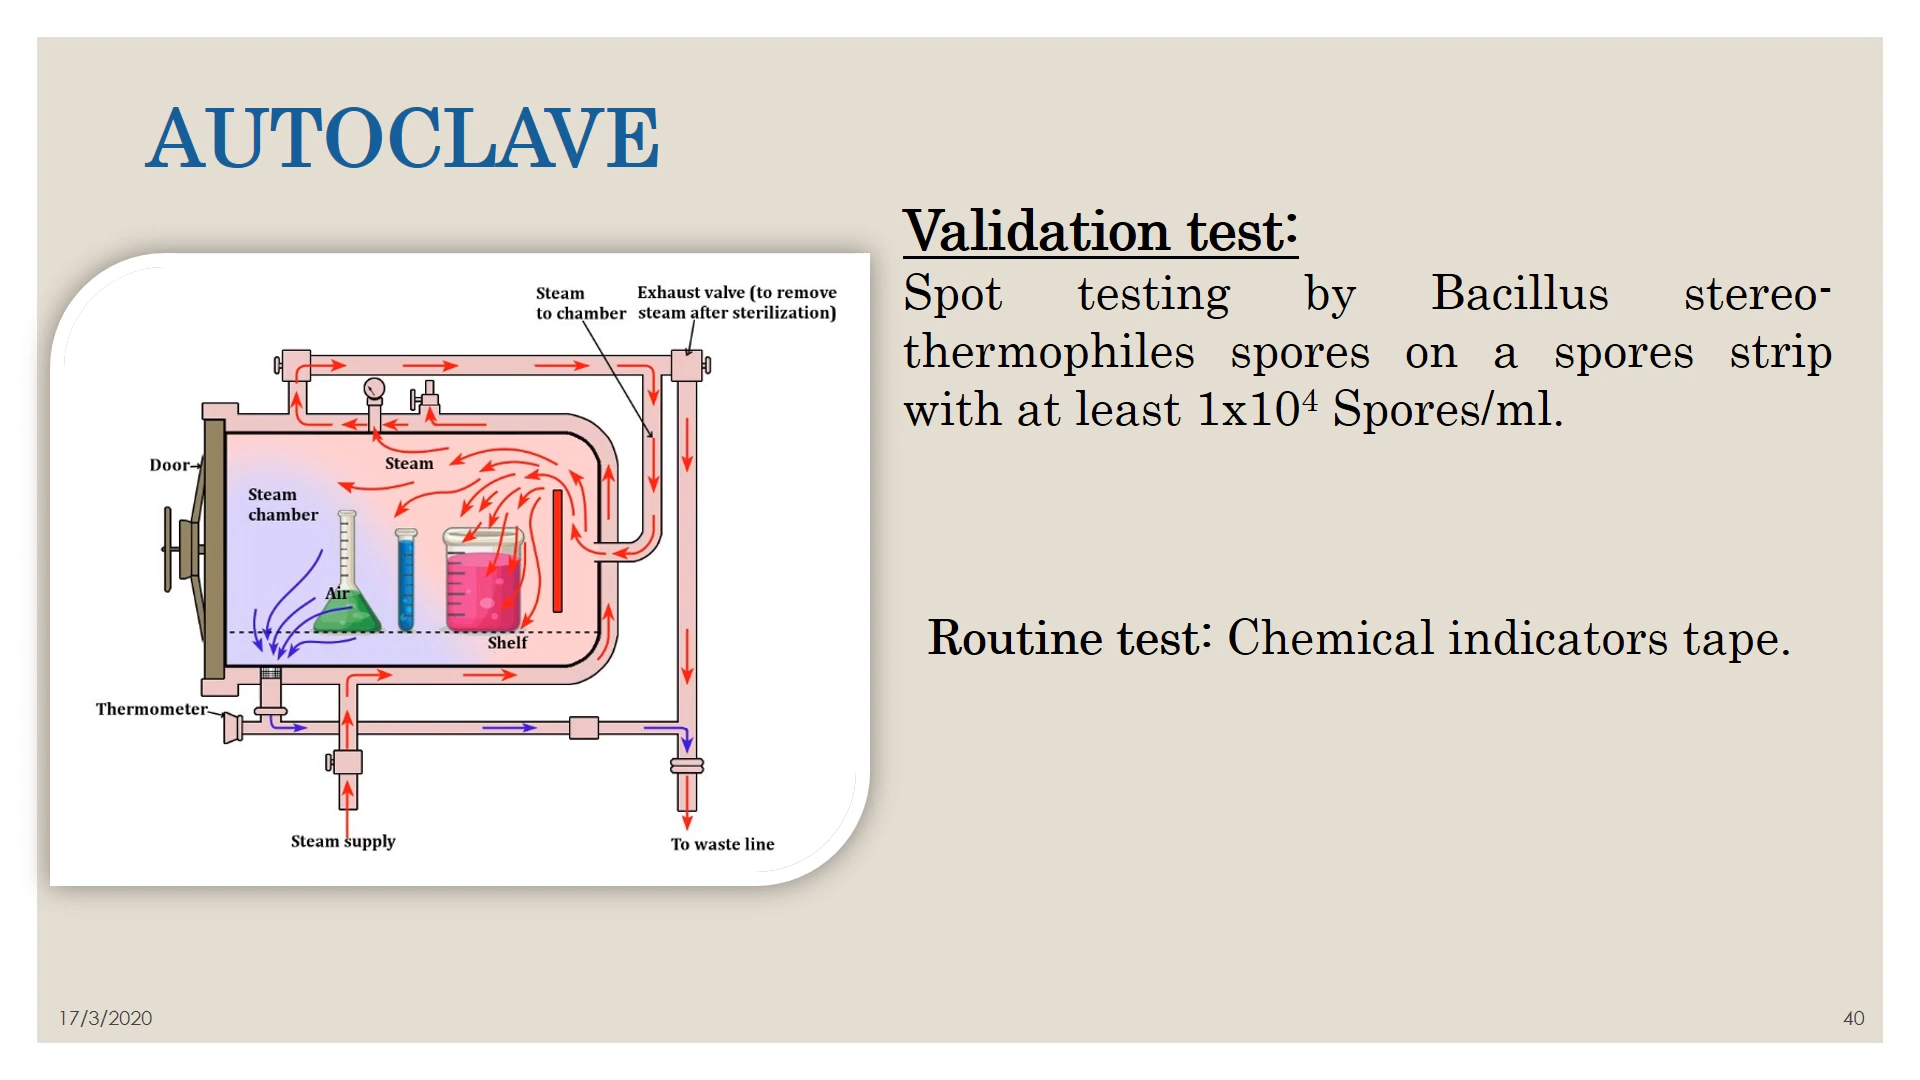 AUTOCLAVE
Validation test:
Spot testing by Bacillus stereo-
thermophiles spores on a spores strip
with at least 1x10⁴ Spores/ml.
Routine test: Chemical indicators tape.
Steam
to chamber
Exhaust valve (to remove
steam after sterilization)
Door
Steam
Steam
chamber
Air
Shelf
Thermometer
Steam supply
To waste line
17/3/2020
40